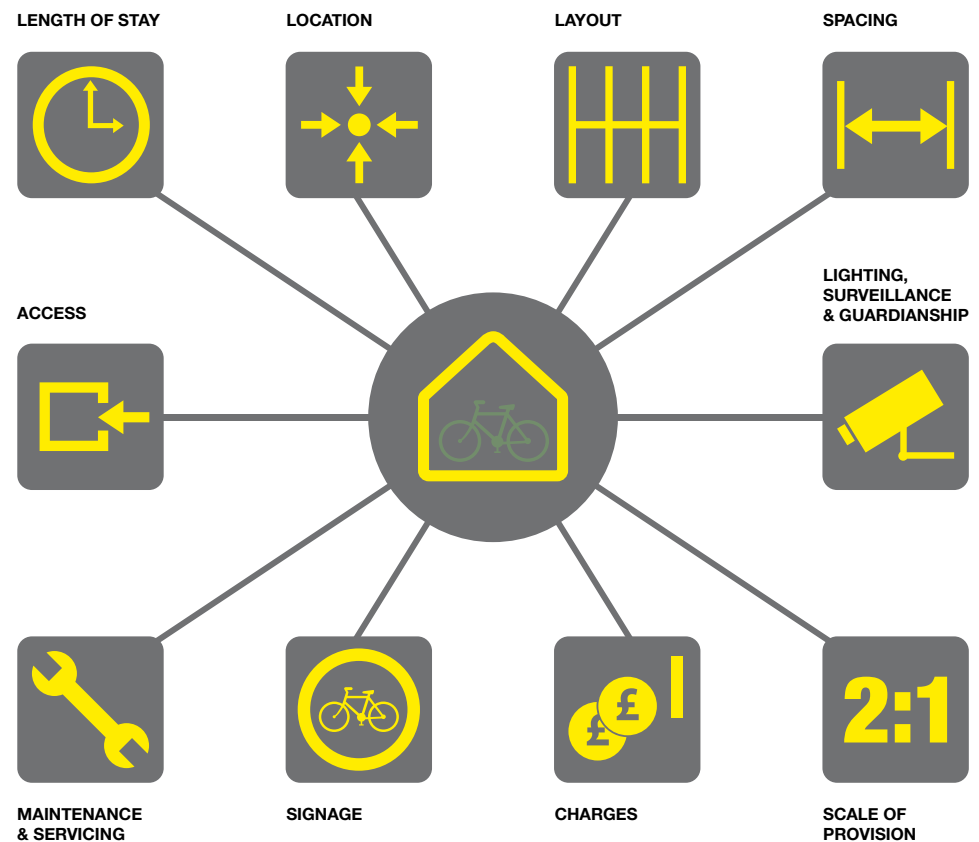 LENGTH OF STAY
LOCATION
LAYOUT
SPACING
ACCESS
LIGHTING,
SURVEILLANCE
& GUARDIANSHIP
£
£
2:1
MAINTENANCE
& SERVICING
SIGNAGE
CHARGES
SCALE OF
PROVISION